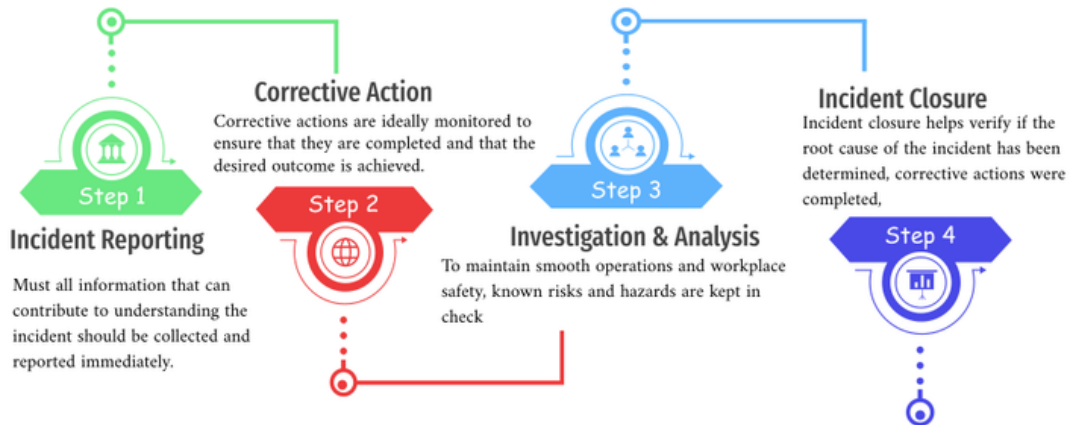 Step 1
Incident Reporting
Must all information that can
contribute to understanding the
incident should be collected and
reported immediately.
Corrective Action
Corrective actions are ideally monitored to
ensure that they are completed and that the
desired outcome is achieved.
Step 2
Step 3
Investigation & Analysis
To maintain smooth operations and workplace
safety, known risks and hazards are kept in
check
Incident Closure
Incident closure helps verify if the
root cause of the incident has been
determined, corrective actions were
completed,
Step 4